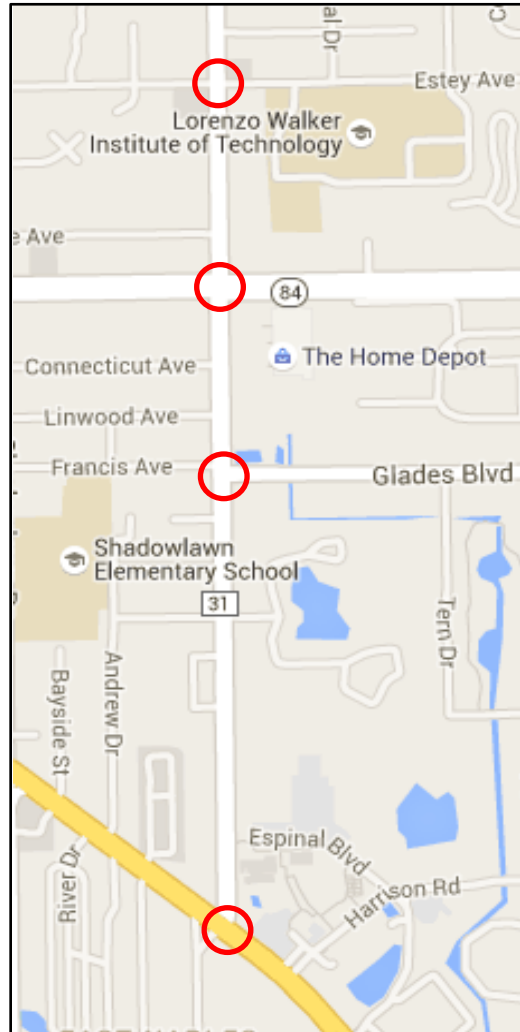 al Dr
Estey Ave
Lorenzo Walker
Institute of Technology
e Ave
84
Connecticut Ave
The Home Depot
Linwood Ave
Francis Ave
Glades Blvd
Shadowlawn
Elementary School
31
Tern Dr
Andrew Dr
Bayside St
Espinal Blvd
River Dr
Harrison Rd